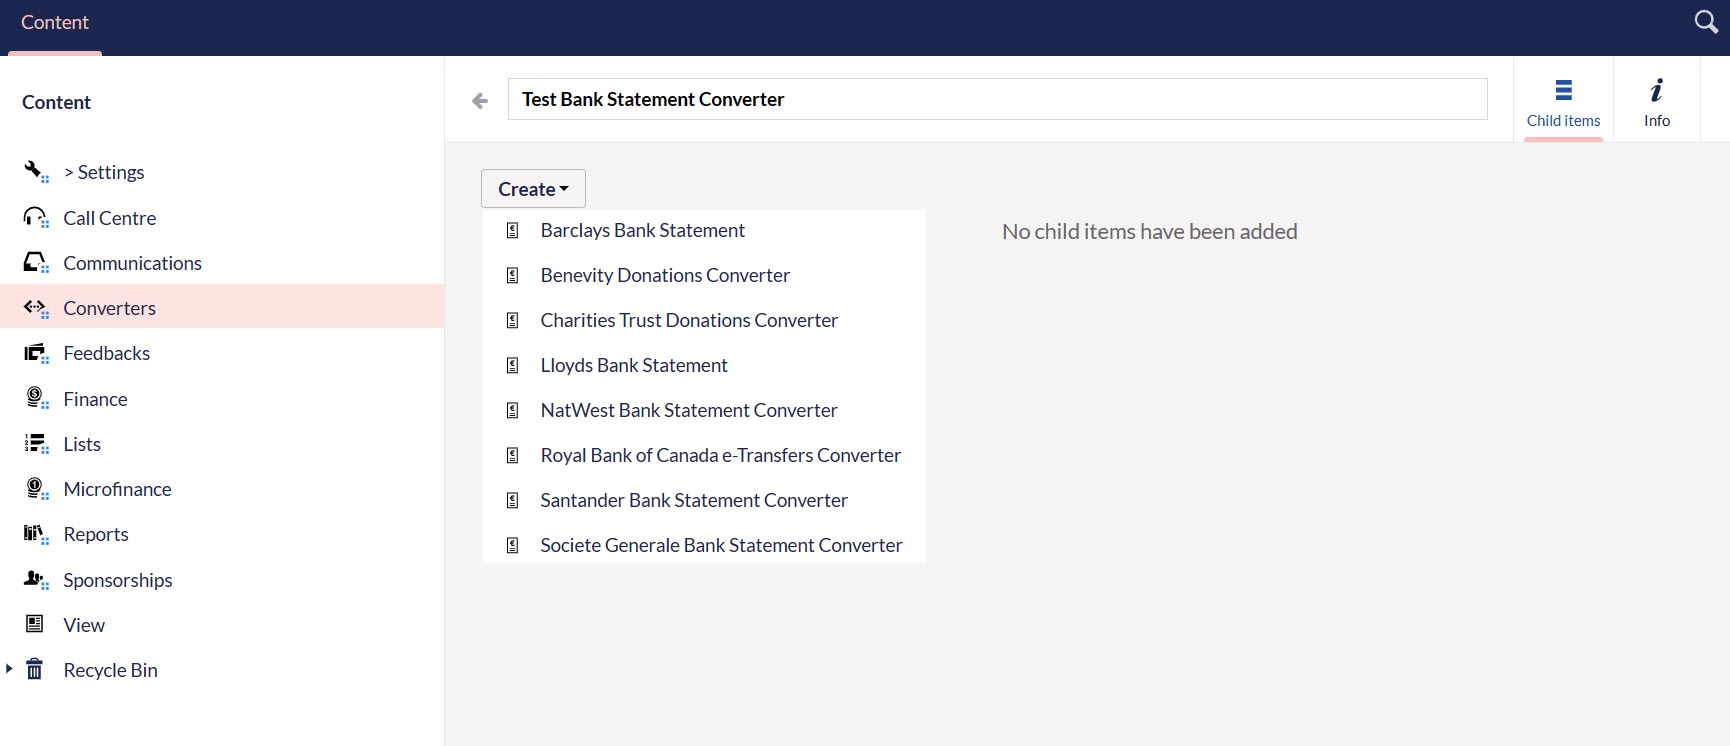 Content
Content
> Settings
Call Centre
Communications
Converters
Feedbacks
Finance
Lists
Microfinance
Reports
Sponsorships
View
Recycle Bin
Test Bank Statement Converter
Child items
Info
Create
Barclays Bank Statement
Benevity Donations Converter
Charities Trust Donations Converter
Lloyds Bank Statement
NatWest Bank Statement Converter
Royal Bank of Canada e-Transfers Converter
Santander Bank Statement Converter
Societe Generale Bank Statement Converter
No child items have been added